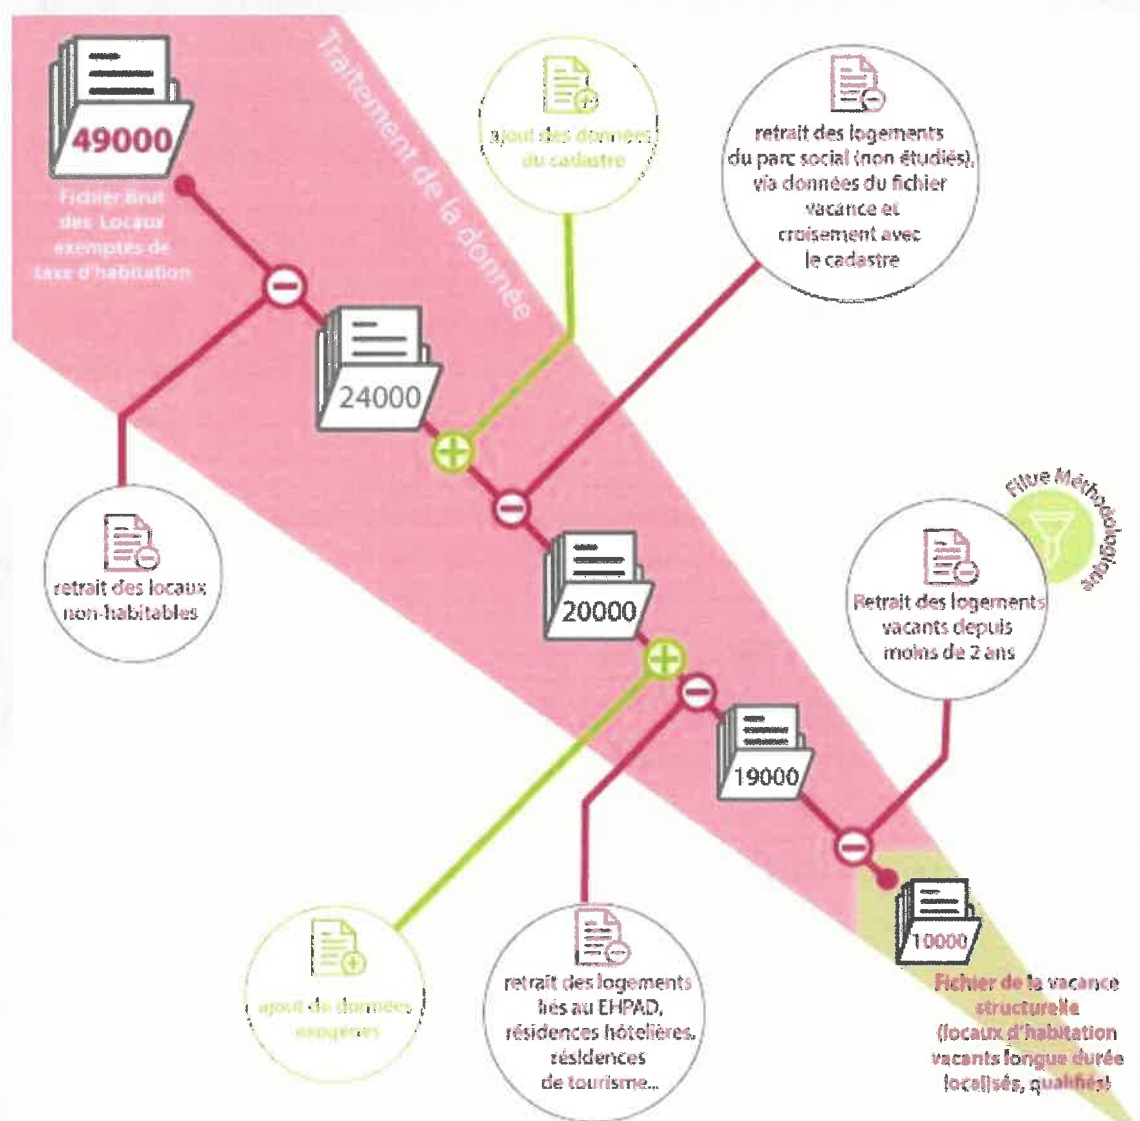 49000
Fichier Brut
des Locaux
exemptés de
taxe d'habitation
Traitement de la donnée
ajout des données
du cadastre
retrait des logements
du parc social (non étudiés),
via données du fichier
vacance et
croisement avec
le cadastre
24000
retrait des locaux
non-habitables
20000
Filtre Méthodologique
Retrait des logements
vacants depuis
moins de 2 ans
19000
ajout de données
exogènes
retrait des logements
liés au EHPAD,
résidences hôtelières,
résidences
de tourisme...
10000
Fichier de la vacance
structurelle
(locaux d'habitation
vacants longue durée
localisés, qualifiés)